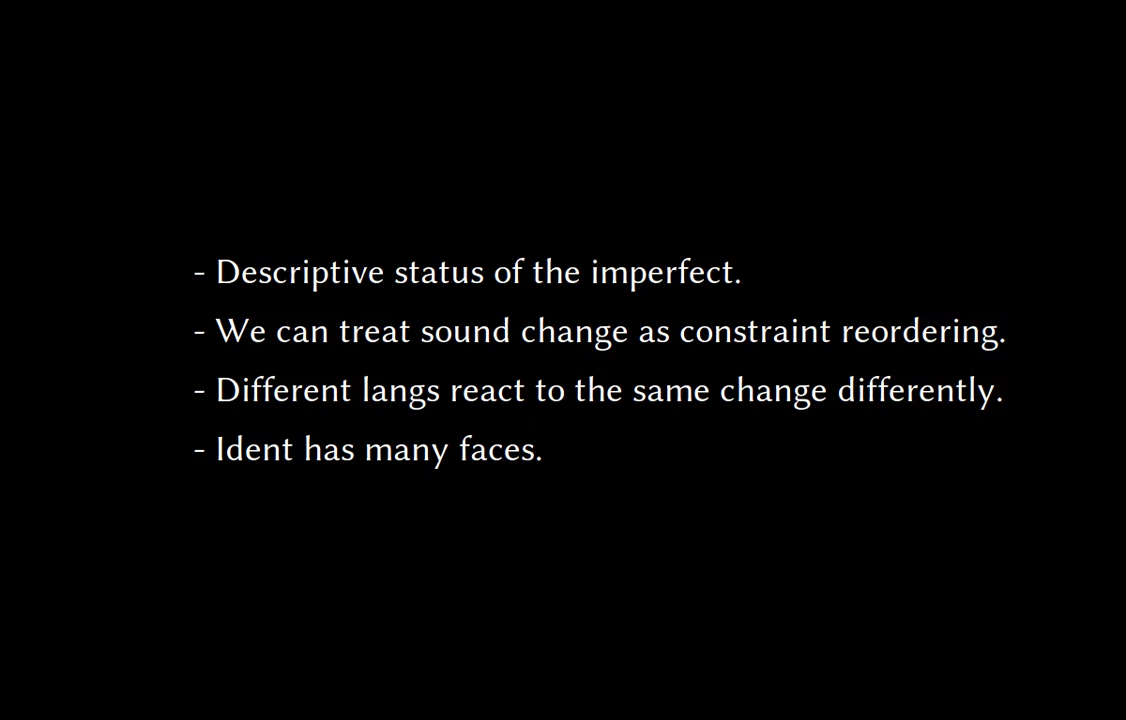 - Descriptive status of the imperfect.
- We can treat sound change as constraint reordering.
- Different langs react to the same change differently.
- Ident has many faces.